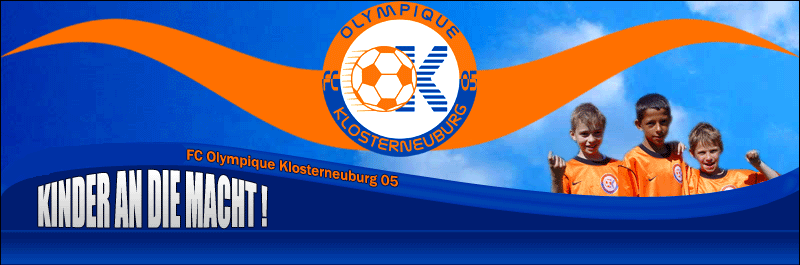 OLYMPIQUE
FC K 05
KLOSTERNEUBURG
FC Olympique Klosterneuburg 05
KINDER AN DIE MACHT !